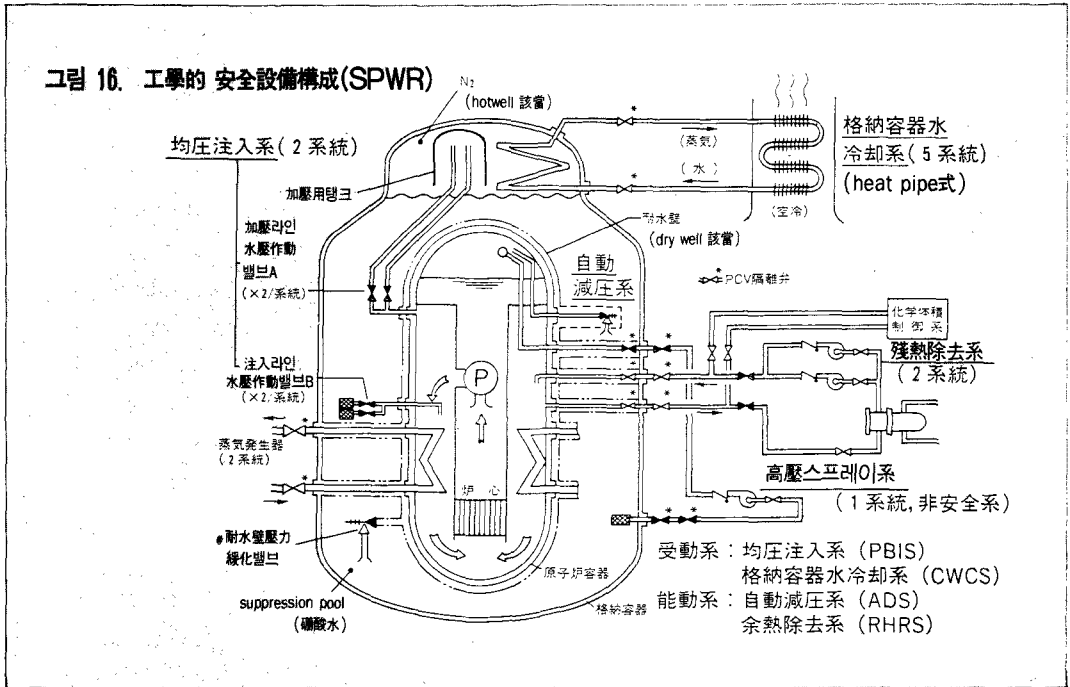 그림 16. 工學的 安全設備構成(SPWR)
N₂
(hotwell 該當)
均圧注入系(2系統)
加壓用탱크
加壓라인
水壓作動
밸브A
(×2/系統)
注入라인
水壓作動밸브B
(×2/系統)
蒸気発生器
(2系統)
*耐水壁壓力
緩化밸브
suppression pool
(硼酸水)
(蒸気)
(水)
(空冷)
格納容器水
冷却系(5系統)
(heat pipe式)
耐水壁
(dry well 該當)
自動
減圧系
*PCV隔離弁
化学体積
制御系
残熱除去系
(2系統)
高壓스프레이系
(1系統, 非安全系)
P
炉心
原子炉容器
格納容器
受動系 : 均圧注入系 (PBIS)
格納容器水冷却系 (CWCS)
能動系 : 自動減圧系 (ADS)
余熱除去系 (RHRS)